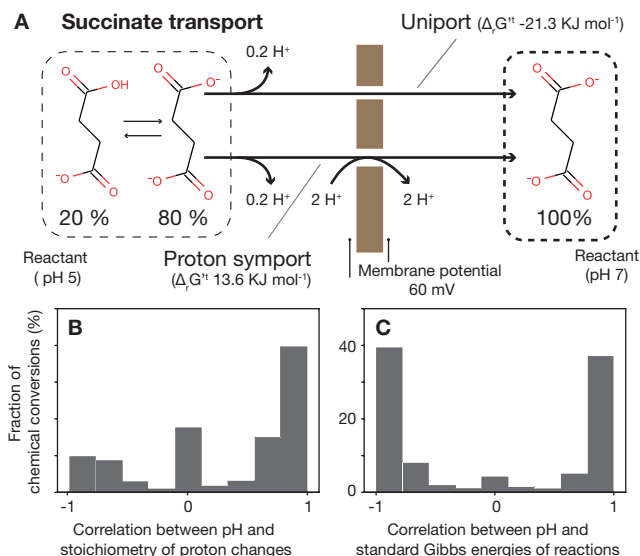 A Succinate transport
Uniport (ΔrG't -21.3 KJ mol-1)
0.2 H+
O
OH
O-
-O
O
O
-O
O
20 %
80 %
0.2 H+
2 H+
2 H+
O
O-
-O
O
100%
Reactant
( pH 5)
Proton symport
(ΔrG't 13.6 KJ mol-1)
Membrane potential
60 mV
Reactant
(pH 7)
B
Fraction of
chemical conversions (%)
-1
0
1
Correlation between pH and
stoichiometry of proton changes
C
40
20
0
-1
0
1
Correlation between pH and
standard Gibbs energies of reactions